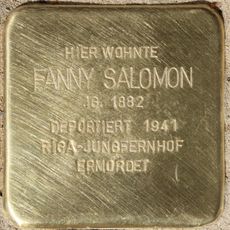 HIER WOHNTE
FANNY SALOMON
JG. 1882
DEPORTIERT 1941
RIGA-JUNGFERNHOF
ERMORDET